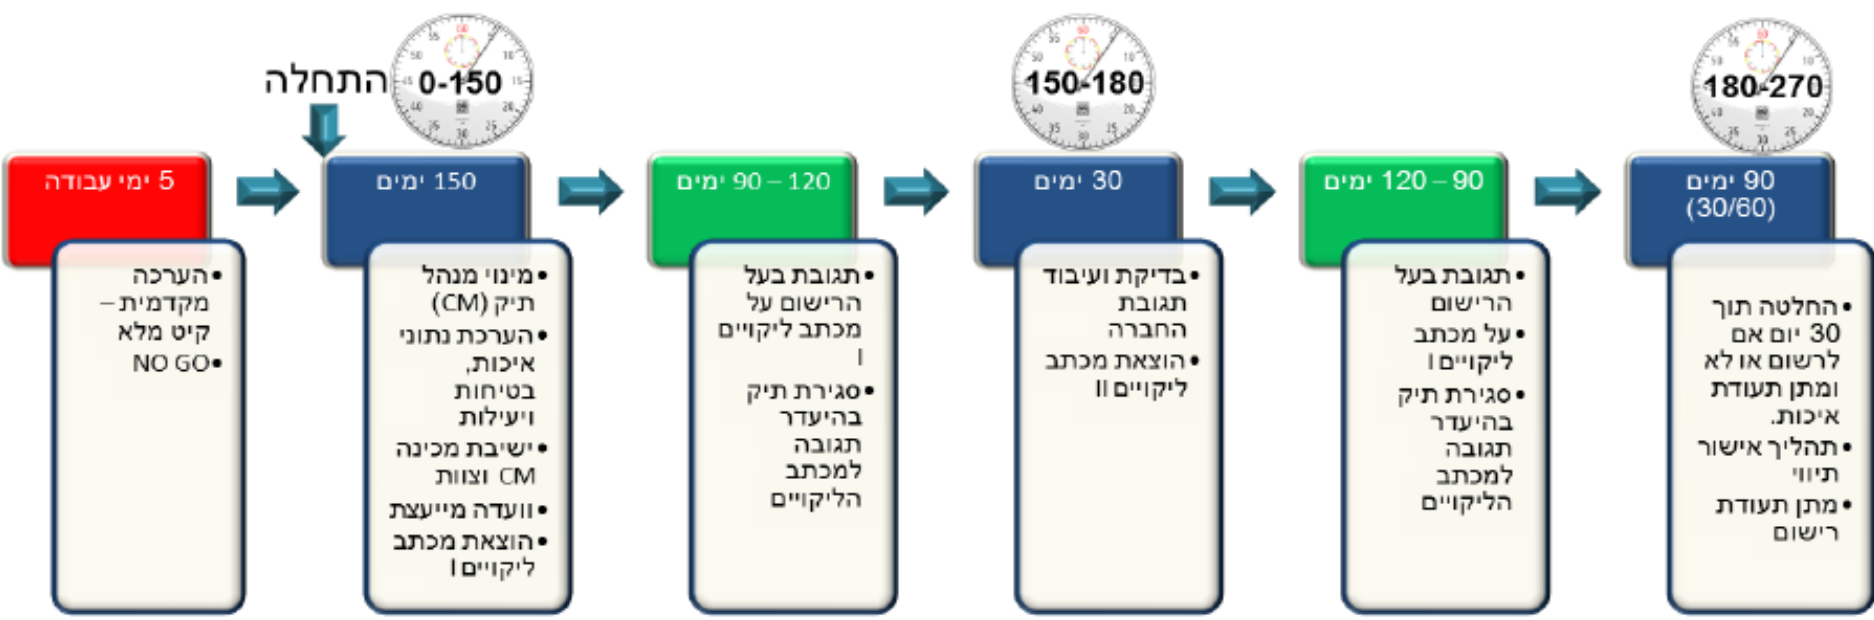 התחלה
0-150
150-180
180-270
5 ימי עבודה
•הערכה
מקדמית –
קיט מלא
•NO GO
150 ימים
•מינוי מנהל
תיק (CM)
•הערכת נתוני
איכות,
בטיחות
ויעילות
•ישיבת מכינה
CM וצוות
•וועדה מייעצת
•הוצאת מכתב
ליקויים I
90 – 120 ימים
•תגובת בעל
הרישום על
מכתב ליקויים
I
•סגירת תיק
בהיעדר
תגובה
למכתב
הליקויים
30 ימים
•בדיקת ועיבוד
תגובת
החברה
•הוצאת מכתב
ליקויים II
90 – 120 ימים
•תגובת בעל
הרישום
•על מכתב
ליקויים I
•סגירת תיק
בהיעדר
תגובה
למכתב
הליקויים
90 ימים
(30/60)
•החלטה תוך
30 יום אם
לרשום או לא
ומתן תעודת
איכות.
•תהליך אישור
תיווי
•מתן תעודת
רישום